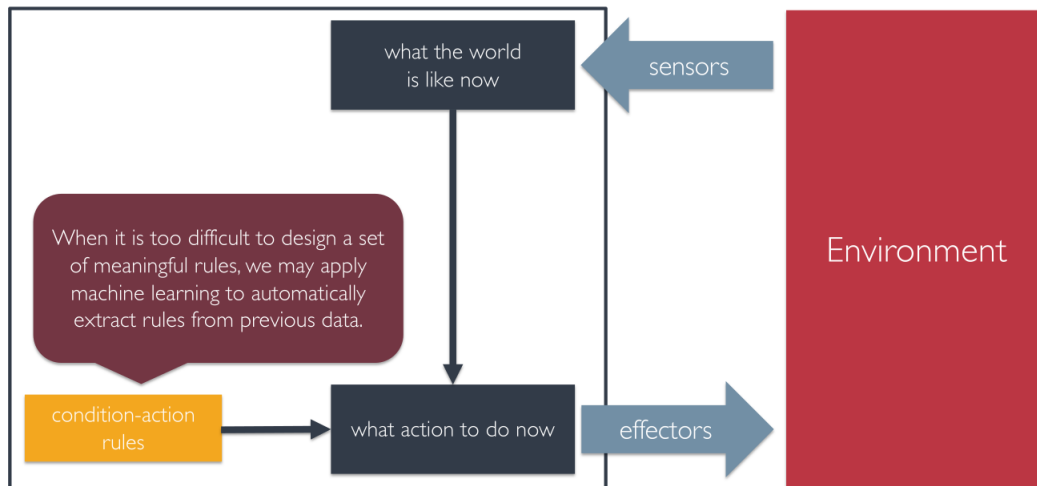 what the world
is like now
sensors
When it is too difficult to design a set
of meaningful rules, we may apply
machine learning to automatically
extract rules from previous data.
Environment
condition-action
rules
what action to do now
effectors